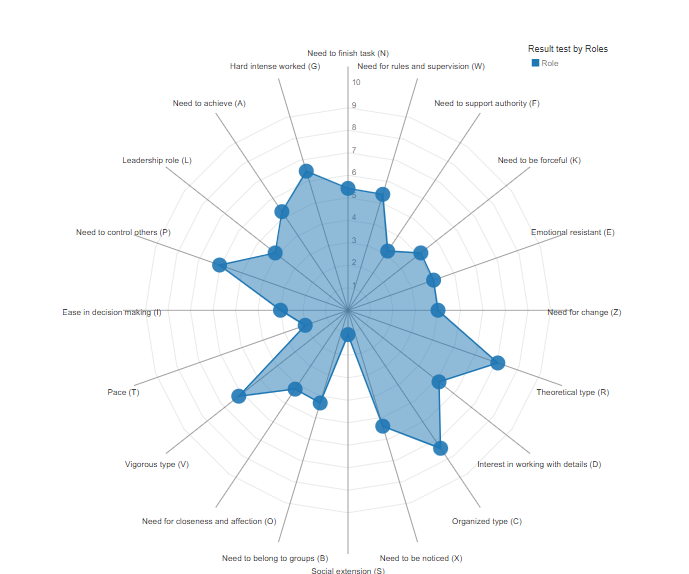 Result test by Roles
Role
Need to finish task (N)
Hard intense worked (G)
Need for rules and supervision (W)
Need to achieve (A)
Need to support authority (F)
Leadership role (L)
Need to be forceful (K)
Need to control others (P)
Emotional resistant (E)
Ease in decision making (I)
Need for change (Z)
Pace (T)
Theoretical type (R)
Vigorous type (V)
Interest in working with details (D)
Need for closeness and affection (O)
Organized type (C)
Need to belong to groups (B)
Need to be noticed (X)
Social extension (S)
10
9
8
7
6
5
4
3
2
1